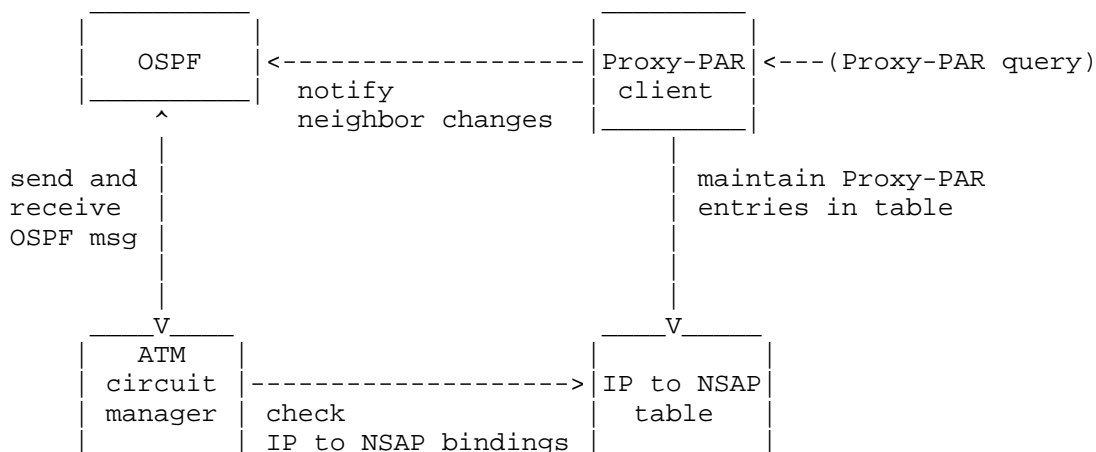 OSPF <-------------------|Proxy-PAR|<---(Proxy-PAR query)
notify client
neighbor changes
send and maintain Proxy-PAR
receive entries in table
OSPF msg
ATM
circuit |-------------------->|IP to NSAP
manager check table
IP to NSAP bindings